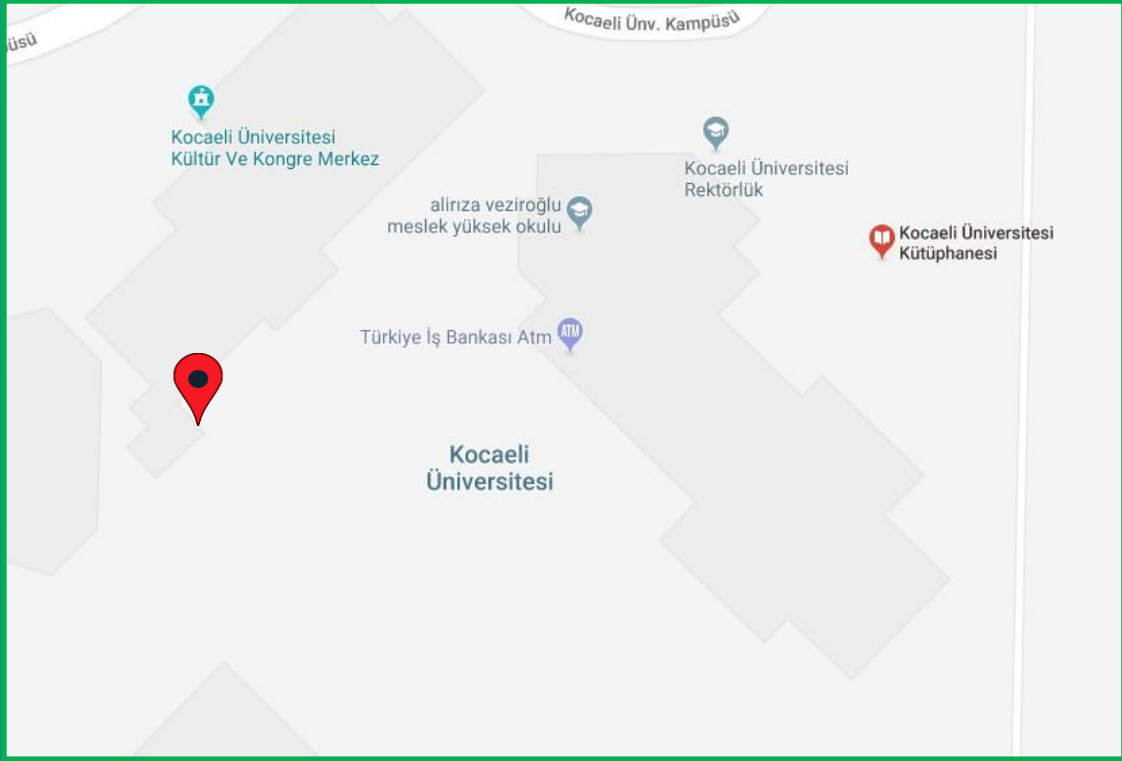 Kocaeli Ünv. Kampüsü
üsü
Kocaeli Üniversitesi
Kültür Ve Kongre Merkez
Kocaeli Üniversitesi
Rektörlük
alirıza veziroğlu
meslek yüksek okulu
Kocaeli Üniversitesi
Kütüphanesi
Türkiye İş Bankası Atm
ATM
Kocaeli
Üniversitesi